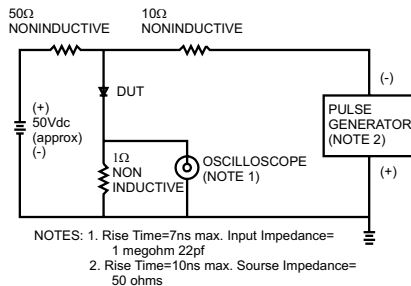 50Ω
NONINDUCTIVE
10Ω
NONINDUCTIVE
(+)
50Vdc
(approx)
(-)
DUT
1Ω
NON
INDUCTIVE
OSCILLOSCOPE
(NOTE 1)
(-)
PULSE
GENERATOR
(NOTE 2)
(+)
NOTES: 1. Rise Time=7ns max. Input Impedance=
1 megohm 22pf
2. Rise Time=10ns max. Sourse Impedance=
50 ohms